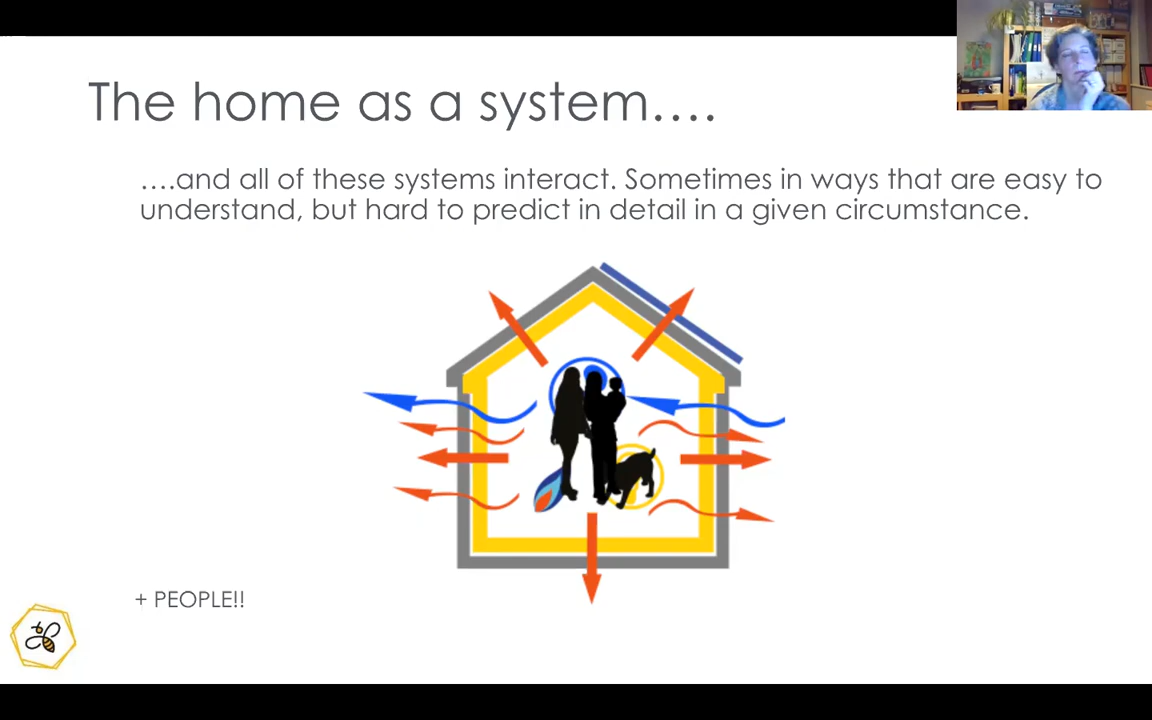 The home as a system....
....and all of these systems interact. Sometimes in ways that are easy to
understand, but hard to predict in detail in a given circumstance.
+ PEOPLE!!